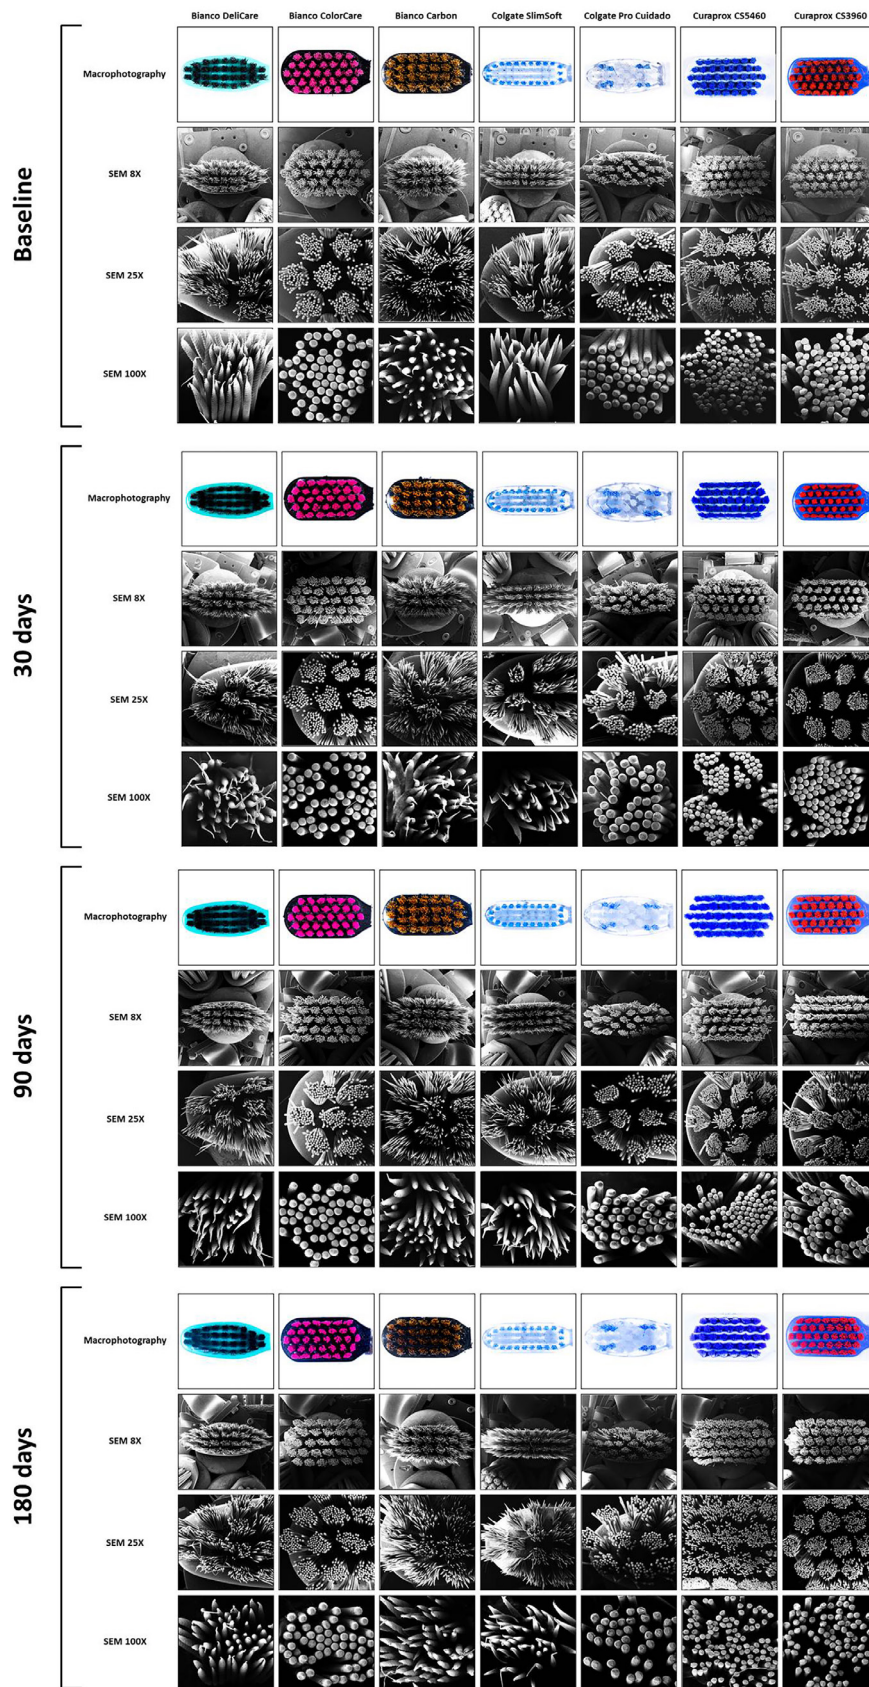 Bianco DeliCare Bianco ColorCare Bianco Carbon Colgate SlimSoft Colgate Pro Cuidado Curaprox CS5460 Curaprox CS3960
Baseline
Macrophotography
SEM 8X
SEM 25X
SEM 100X
30 days
Macrophotography
SEM 8X
SEM 25X
SEM 100X
90 days
Macrophotography
SEM 8X
SEM 25X
SEM 100X
180 days
Macrophotography
SEM 8X
SEM 25X
SEM 100X